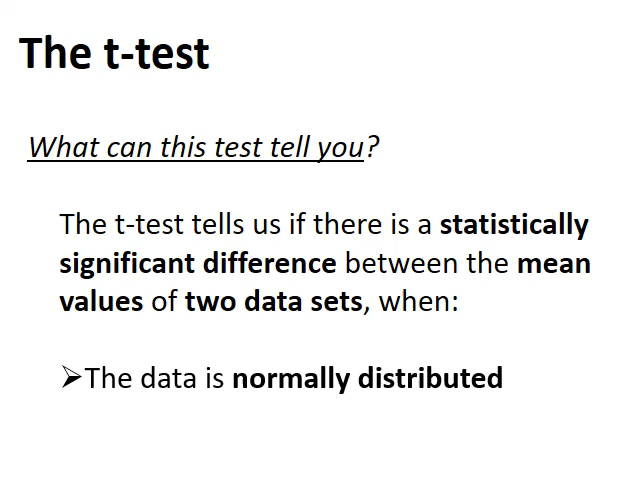 The t-test
What can this test tell you?
The t-test tells us if there is a statistically
significant difference between the mean
values of two data sets, when:
➢The data is normally distributed